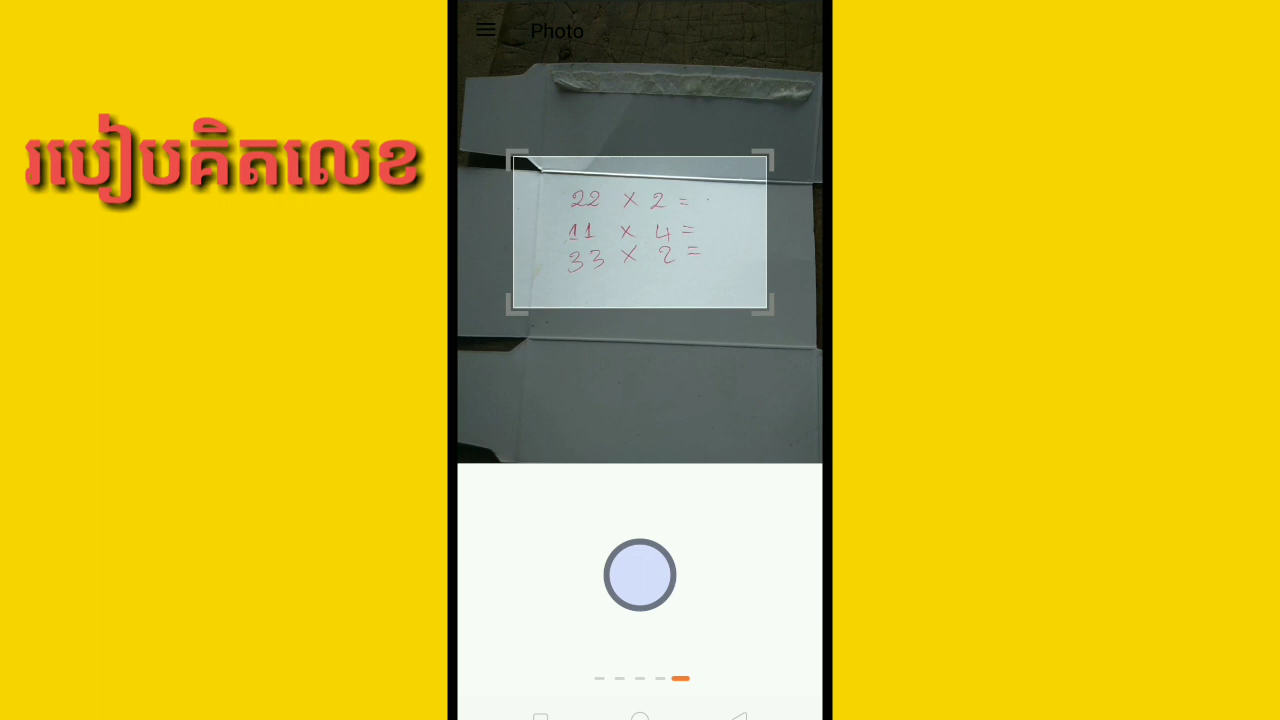 Photo
របៀបគិតលេខ
22 × 2 =
11 × 4 =
33 × 2 =